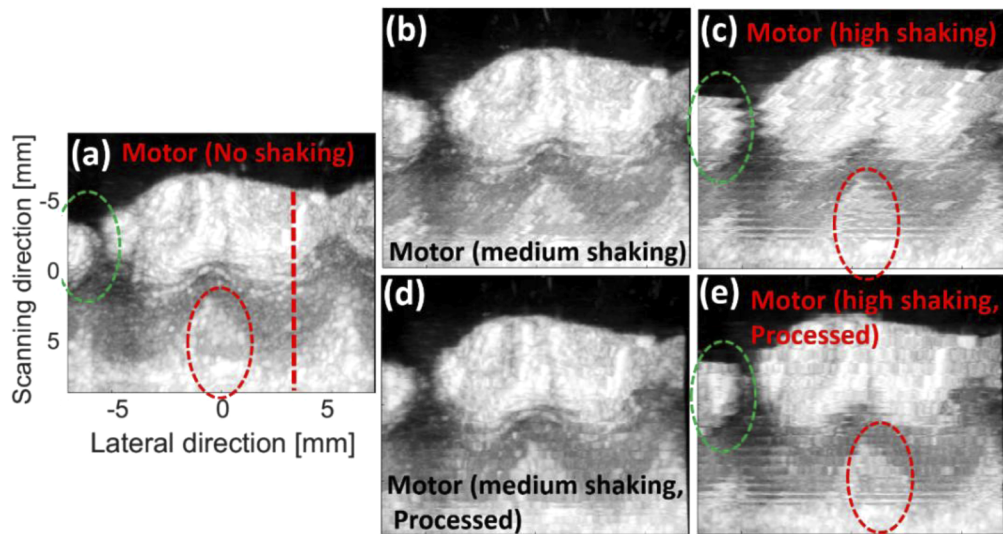 (a) Motor (No shaking)
Scanning direction [mm]
-5
0
5
-5
0
5
Lateral direction [mm]
(b)
Motor (medium shaking)
(c) Motor (high shaking)
(d)
Motor (medium shaking,
Processed)
(e) Motor (high shaking,
Processed)